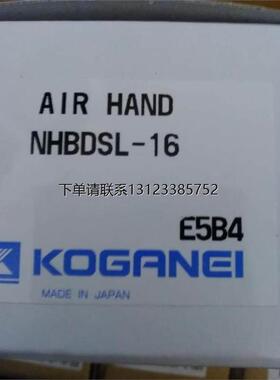 AIR HAND
NHBDSL-16
下单请联系13123385752
E5B4
KOGANEI
MADE IN JAPAN